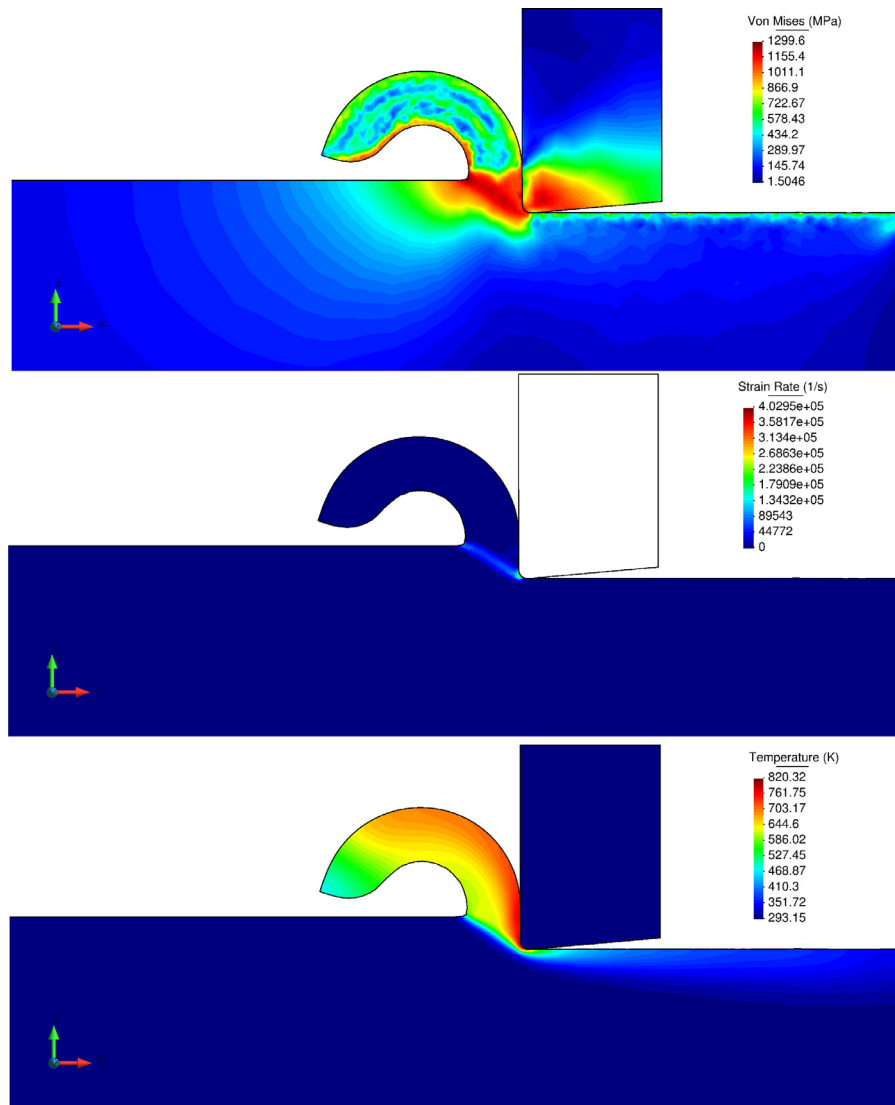 Von Mises (MPa)
1299.6
1155.4
1011.1
866.9
722.67
578.43
434.2
289.97
145.74
1.5046
Strain Rate (1/s)
4.0295e+05
3.5817e+05
3.134e+05
2.6863e+05
2.2386e+05
1.7909e+05
1.3432e+05
89543
44772
0
Temperature (K)
820.32
761.75
703.17
644.6
586.02
527.45
468.87
410.3
351.72
293.15